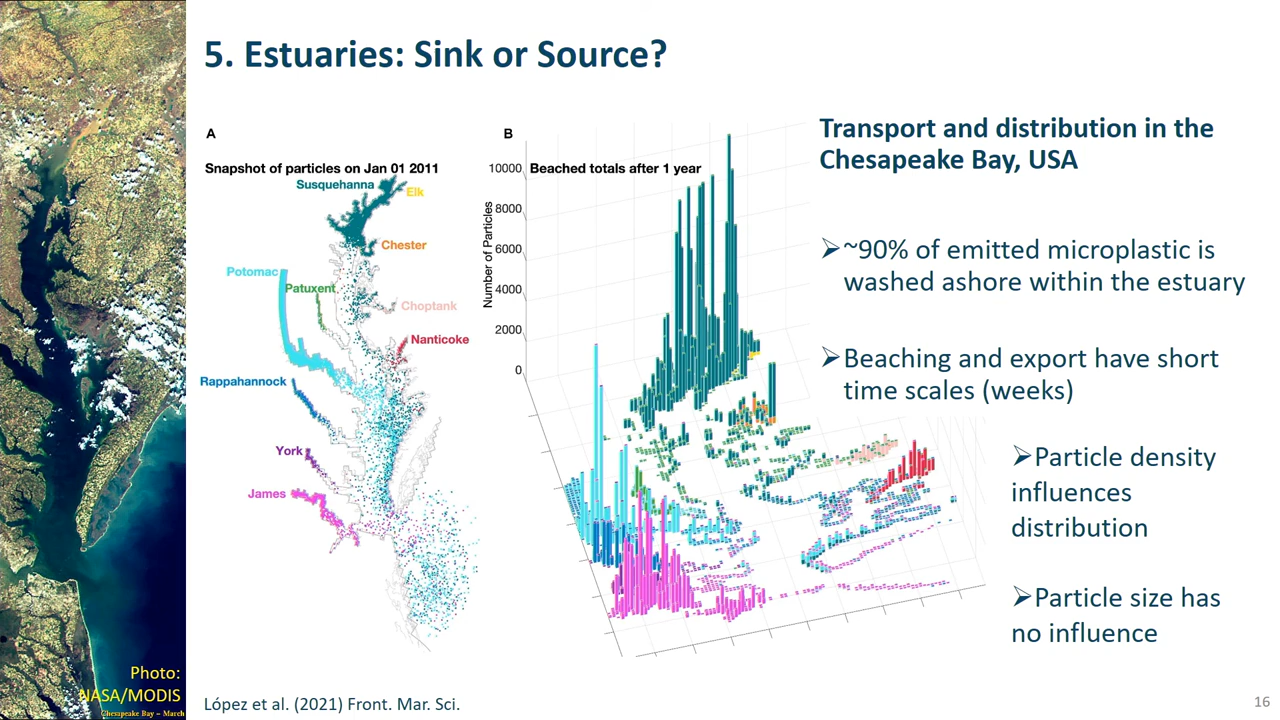 5. Estuaries: Sink or Source?
A
Snapshot of particles on Jan 01 2011
Susquehanna
Elk
Chester
Potomac
Patuxent
Choptank
Nanticoke
Rappahannock
York
James
B
Beached totals after 1 year
Number of Particles
10000
8000
6000
4000
2000
0
Transport and distribution in the
Chesapeake Bay, USA
⮚~90% of emitted microplastic is
washed ashore within the estuary
⮚Beaching and export have short
time scales (weeks)
⮚Particle density
influences
distribution
⮚Particle size has
no influence
Photo:
NASA/MODIS
Chesapeake Bay - March
López et al. (2021) Front. Mar. Sci.
16